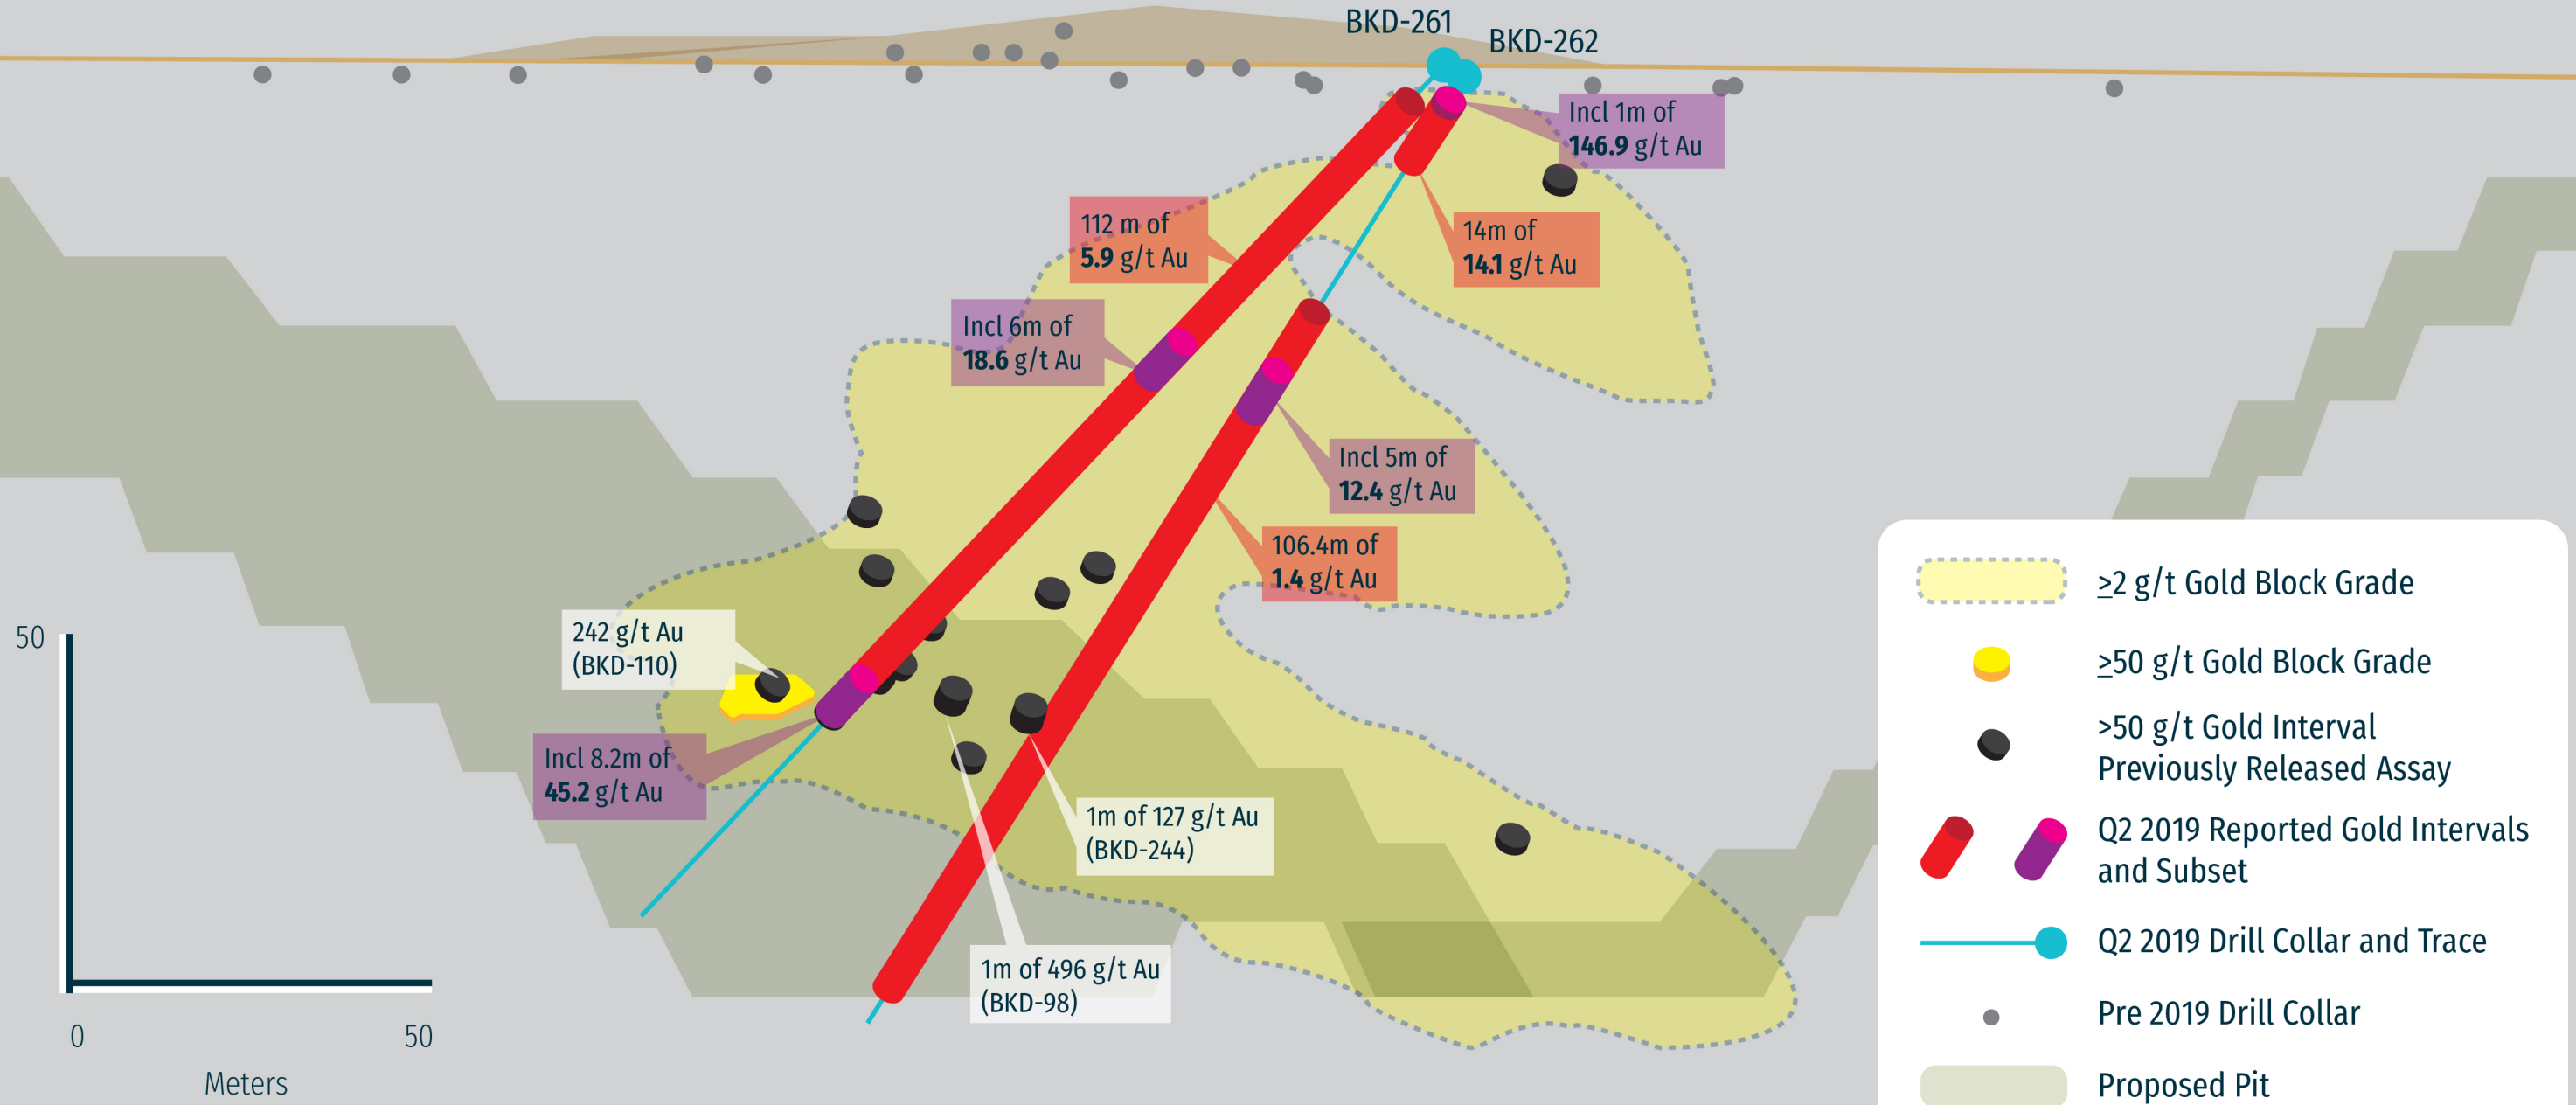 BKD-261
BKD-262
Incl 1m of
146.9 g/t Au
112 m of
5.9 g/t Au
14m of
14.1 g/t Au
Incl 6m of
18.6 g/t Au
Incl 5m of
12.4 g/t Au
106.4m of
1.4 g/t Au
242 g/t Au
(BKD-110)
Incl 8.2m of
45.2 g/t Au
1m of 127 g/t Au
(BKD-244)
1m of 496 g/t Au
(BKD-98)
50
0
50
Meters
≥2 g/t Gold Block Grade
≥50 g/t Gold Block Grade
>50 g/t Gold Interval
Previously Released Assay
Q2 2019 Reported Gold Intervals
and Subset
Q2 2019 Drill Collar and Trace
Pre 2019 Drill Collar
Proposed Pit